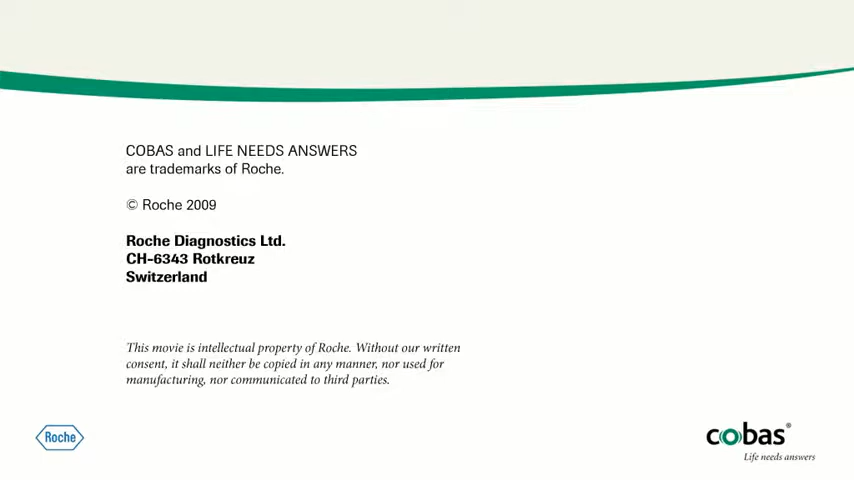 COBAS and LIFE NEEDS ANSWERS
are trademarks of Roche.
© Roche 2009
Roche Diagnostics Ltd.
CH-6343 Rotkreuz
Switzerland
This movie is intellectual property of Roche. Without our written
consent, it shall neither be copied in any manner, nor used for
manufacturing, nor communicated to third parties.
Roche
cobas®
Life needs answers